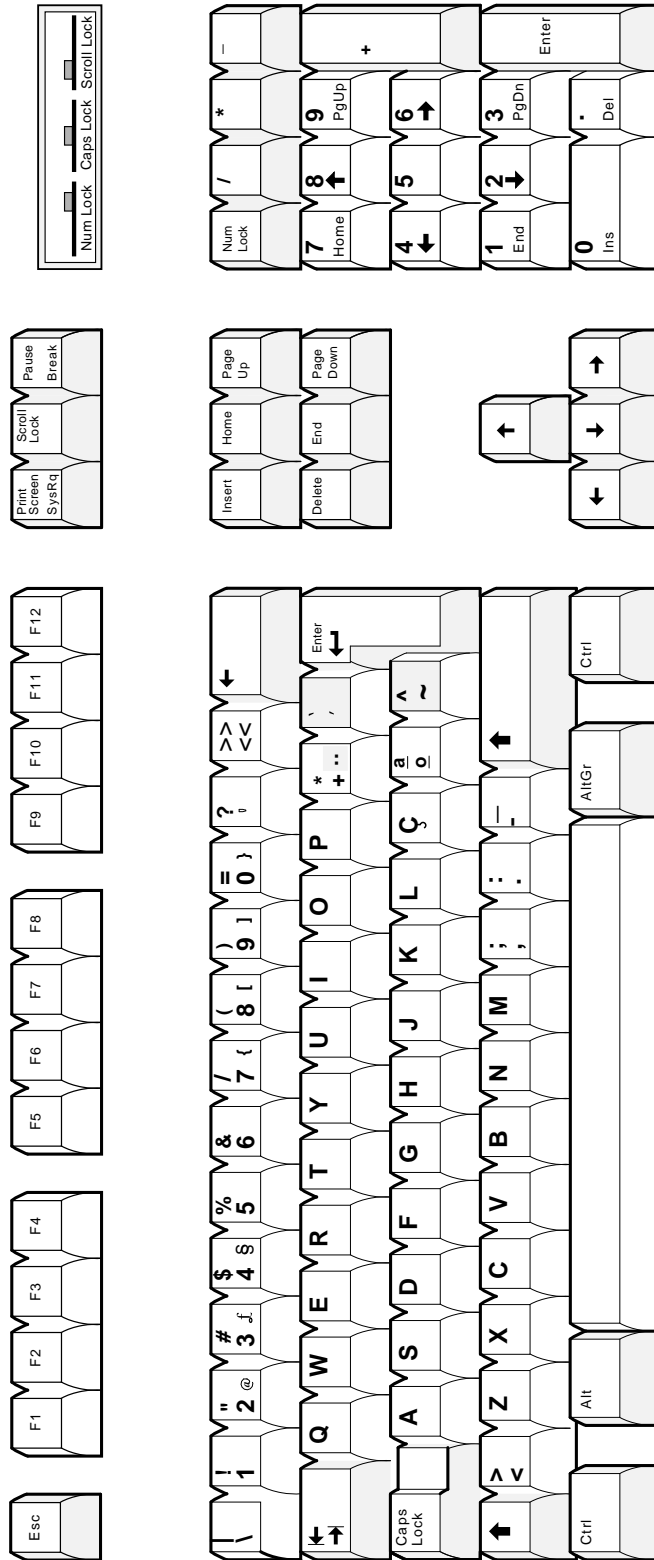 Esc F1 F2 F3 F4 F5 F6 F7 F8 F9 F10 F11 F12
Print Screen SysRq
Scroll Lock
Pause Break
Num Lock Caps Lock Scroll Lock
| \
! 1
" 2 @
# 3 £
$ 4 §
% 5
& 6
/ 7 {
( 8 [
) 9 ]
= 0 }
? '
>> <<
←
Insert Home Page Up
Num Lock / * –
Q W E R T Y U I O P
* + ¨
` ´
Enter
Delete End Page Down
7 Home
8 ↑
9 PgUp
+
Caps Lock
A S D F G H J K L Ç
ª º
^ ~
4 ←
5
6 →
> <
Z X C V B N M
; ,
: .
_ -
↑
1 End
2 ↓
3 PgDn
Enter
Ctrl Alt AltGr Ctrl
← ↓ →
0 Ins
. Del